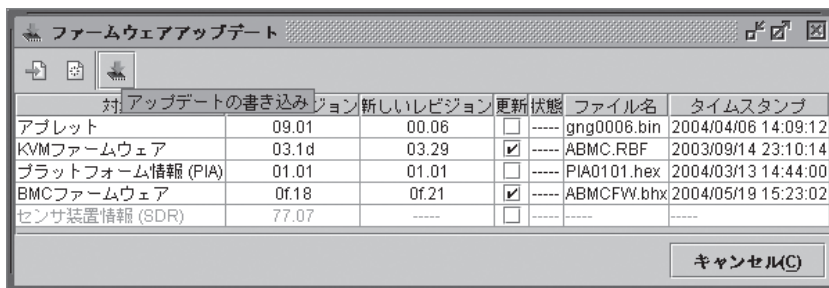 ファームウェアアップデート
アップデートの書き込み
対 ジョン 新しいレビジョン 更新 状態 ファイル名 タイムスタンプ
アプレット 09.01 00.06 ----- gng0006.bin 2004/04/06 14:09:12
KVMファームウェア 03.1d 03.29 ----- ABMC.RBF 2003/09/14 23:10:14
プラットフォーム情報 (PIA) 01.01 01.01 ----- PIA0101.hex 2004/03/13 14:44:00
BMCファームウェア 0f.18 0f.21 ----- ABMCFW.bhx 2004/05/19 15:23:02
センサ装置情報 (SDR) 77.07 ----- ----- ----- -----
キャンセル(C)